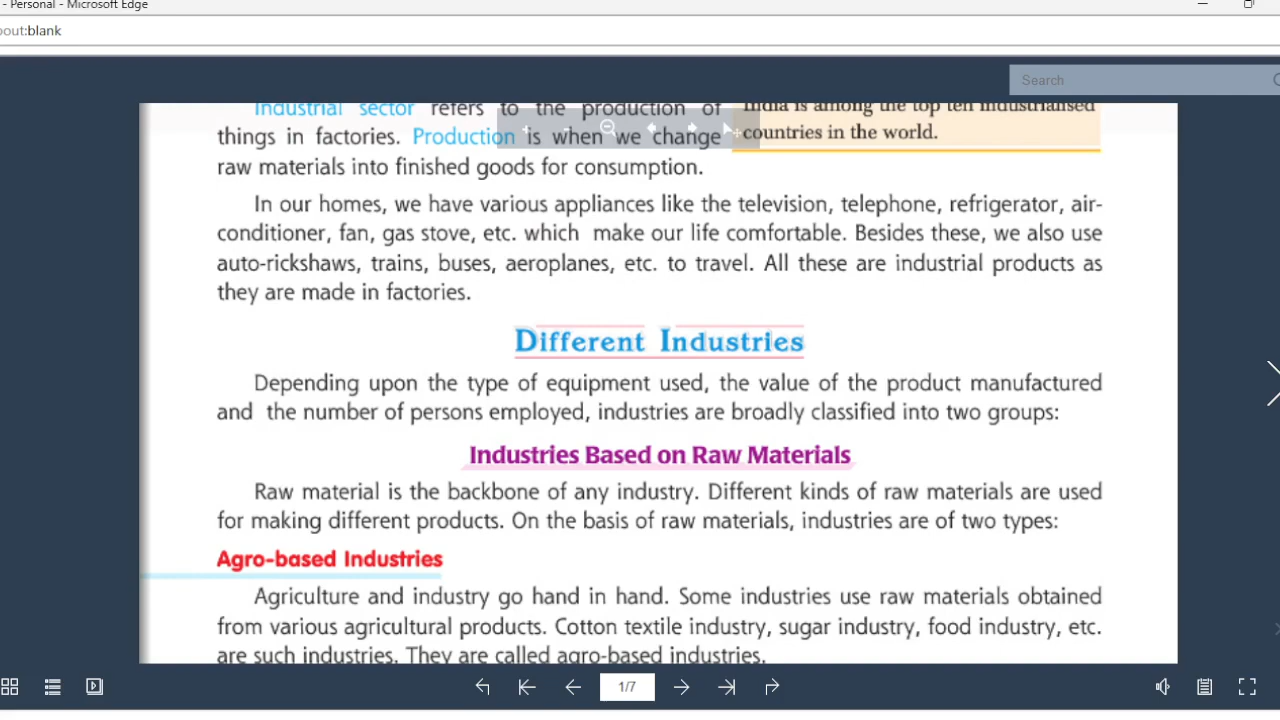 - Personal - Microsoft Edge
out:blank
Search
Industrial sector refers to the production of
things in factories. Production is when we change
raw materials into finished goods for consumption.
India is among the top ten industrialised
countries in the world.
In our homes, we have various appliances like the television, telephone, refrigerator, air-
conditioner, fan, gas stove, etc. which make our life comfortable. Besides these, we also use
auto-rickshaws, trains, buses, aeroplanes, etc. to travel. All these are industrial products as
they are made in factories.
Different Industries
Depending upon the type of equipment used, the value of the product manufactured
and the number of persons employed, industries are broadly classified into two groups:
Industries Based on Raw Materials
Raw material is the backbone of any industry. Different kinds of raw materials are used
for making different products. On the basis of raw materials, industries are of two types:
Agro-based Industries
Agriculture and industry go hand in hand. Some industries use raw materials obtained
from various agricultural products. Cotton textile industry, sugar industry, food industry, etc.
are such industries. They are called agro-based industries.
1/7